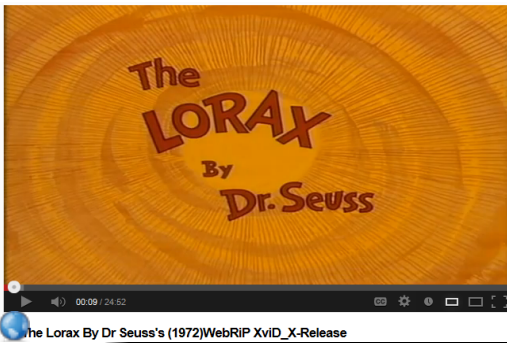 The
LORAX
By
Dr. Seuss
00:09 / 24:52
CC
The Lorax By Dr Seuss's (1972)WebRiP XviD_X-Release